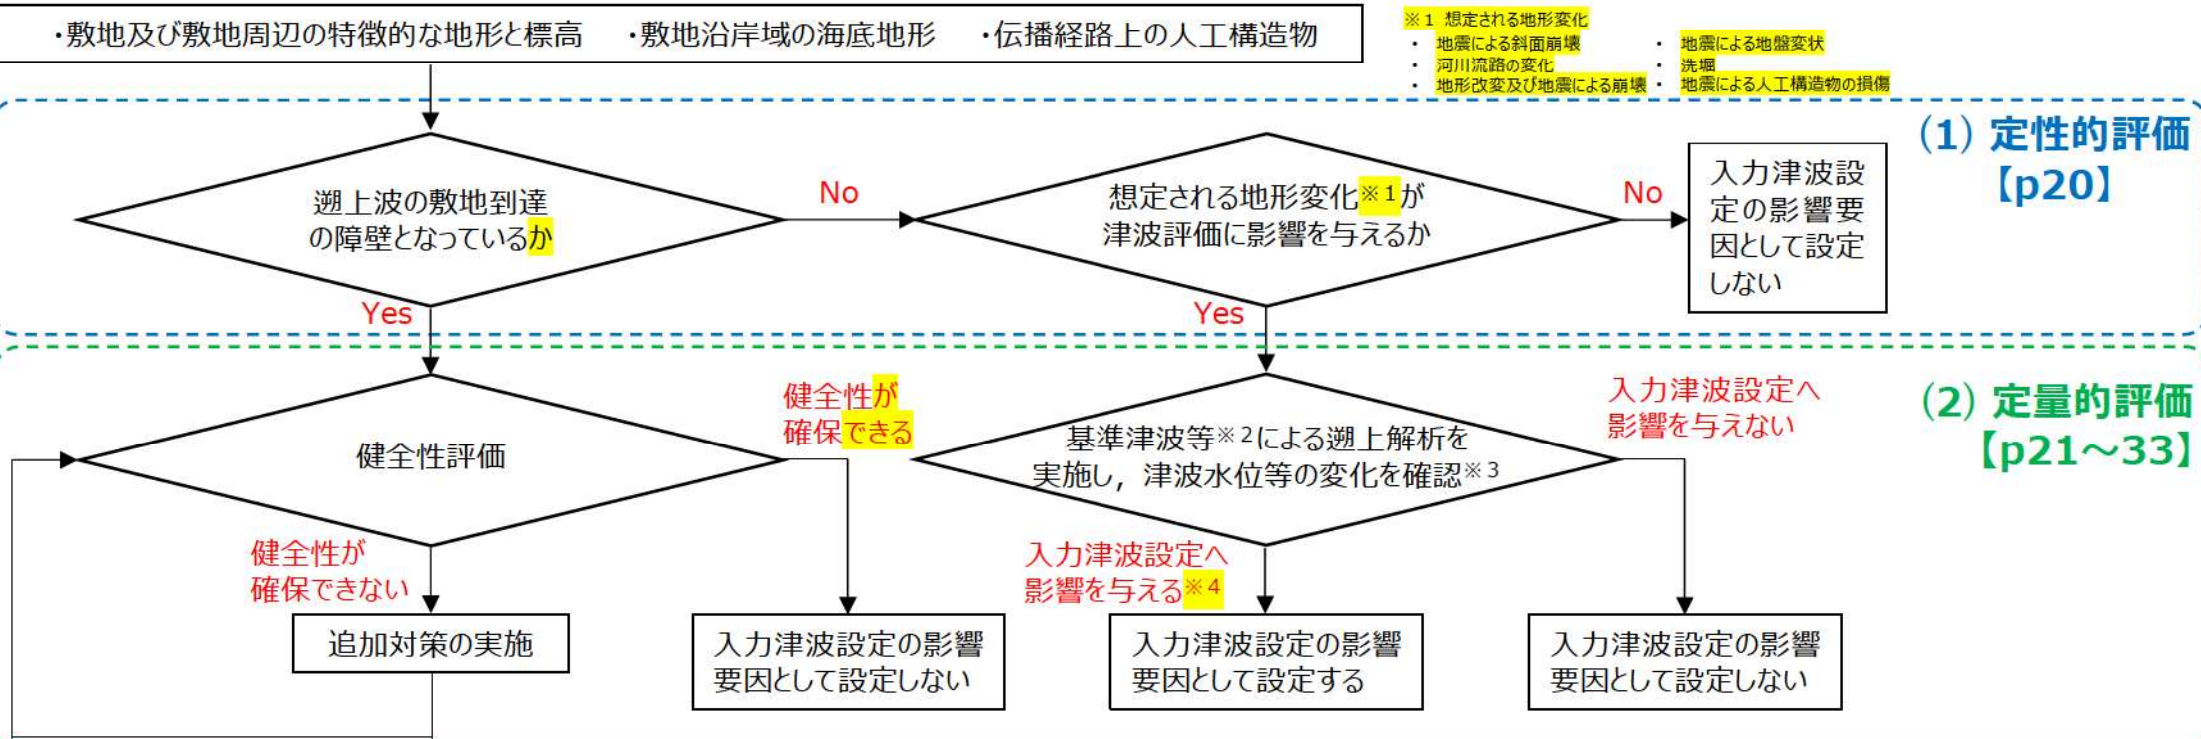 ・敷地及び敷地周辺の特徴的な地形と標高　・敷地沿岸域の海底地形　・伝播経路上の人工構造物
※1 想定される地形変化
・ 地震による斜面崩壊　・ 地震による地盤変状
・ 河川流路の変化　・ 洗堀
・ 地形改変及び地震による崩壊　・ 地震による人工構造物の損傷
(1) 定性的評価
【p20】
遡上波の敷地到達
の障壁となっているか
No
想定される地形変化※1が
津波評価に影響を与えるか
No
入力津波設
定の影響要
因として設定
しない
Yes
Yes
(2) 定量的評価
【p21～33】
健全性評価
健全性が
確保できる
基準津波等※2による遡上解析を
実施し，津波水位等の変化を確認※3
入力津波設定へ
影響を与えない
健全性が
確保できない
入力津波設定へ
影響を与える※4
追加対策の実施
入力津波設定の影響
要因として設定しない
入力津波設定の影響
要因として設定する
入力津波設定の影響
要因として設定しない